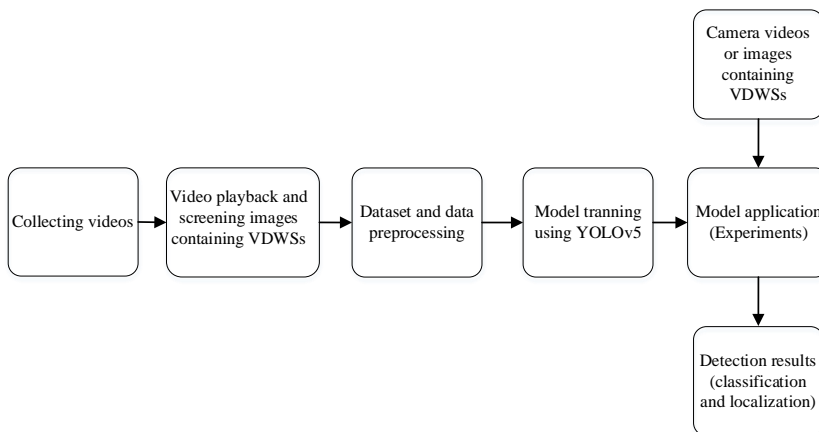 Camera videos
or images
containing
VDWSs
Collecting videos
Video playback and
screening images
containing VDWSs
Dataset and data
preprocessing
Model tranning
using YOLOv5
Model application
(Experiments)
Detection results
(classification
and localization)